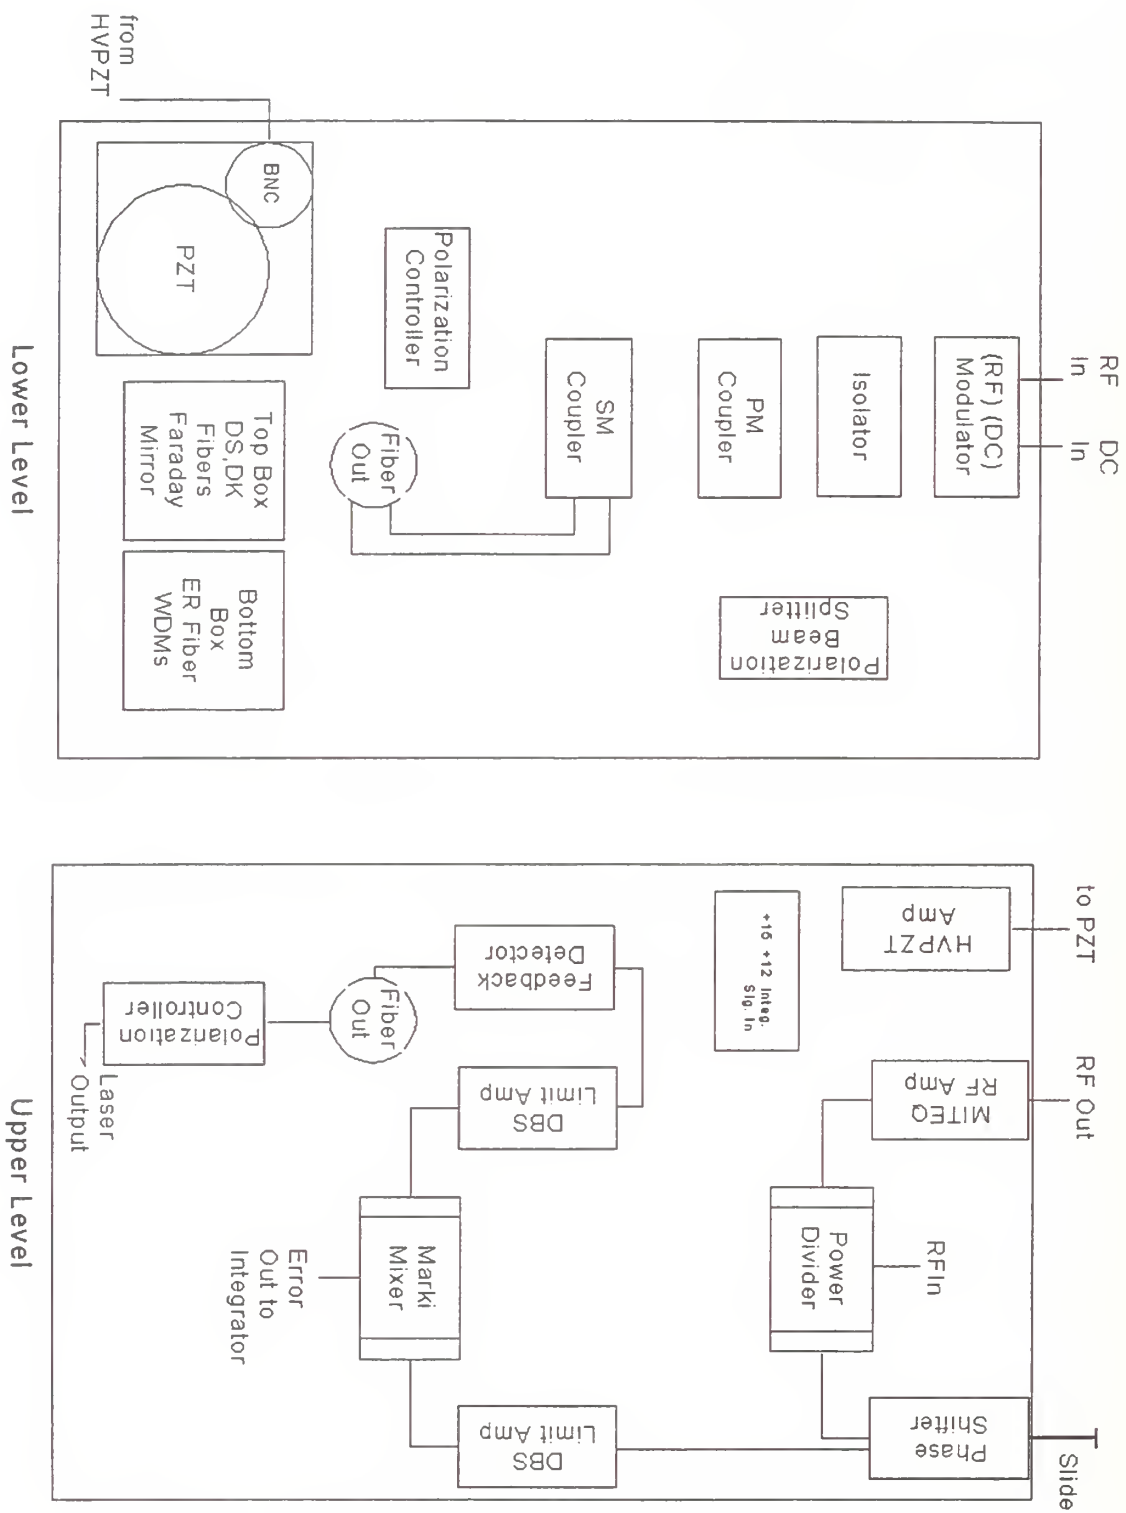 from
HVPZT
BNC
PZT
Polarization
Controller
SM
Coupler
PM
Coupler
Isolator
(RF) (DC)
Modulator
RF
In
DC
In
Fiber
Out
Top Box
DS,DK
Fibers
Faraday
Mirror
Bottom
Box
ER Fiber
WDMs
Polarization
Beam
Splitter
Lower Level
to PZT
HVPZT
Amp
+15 +12 Integ.
Sig. In
Feedback
Detector
Fiber
Out
Polarization
Controller
Laser
Output
DBS
Limit Amp
MITEQ
RF Amp
RF Out
Marki
Mixer
Error
Out to
Integrator
Power
Divider
RFIn
DBS
Limit Amp
Phase
Shifter
Slide
Upper Level